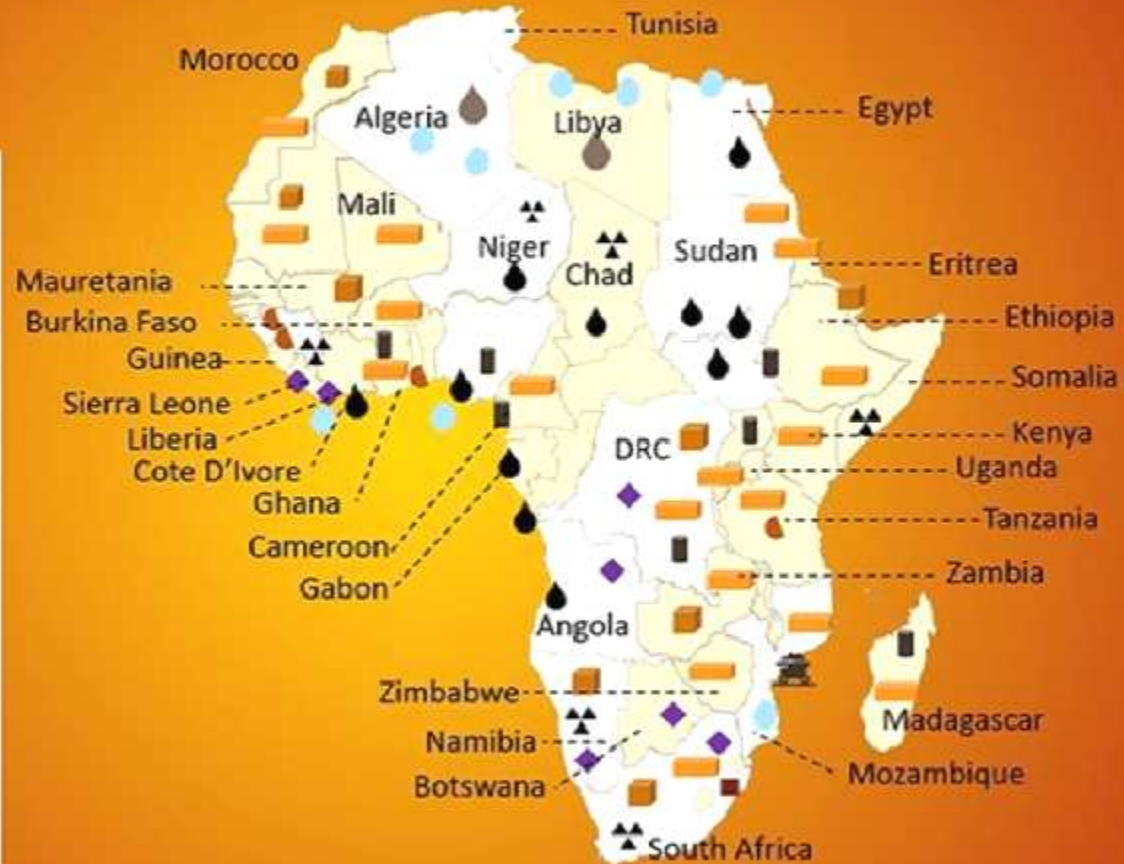 Tunisia
Morocco
Algeria
Libya
Egypt
Mali
Niger
Chad
Sudan
Eritrea
Mauretania
Burkina Faso
Ethiopia
Guinea
Somalia
Sierra Leone
Liberia
Kenya
DRC
Cote D'Ivore
Uganda
Ghana
Tanzania
Cameroon
Zambia
Gabon
Angola
Zimbabwe
Madagascar
Namibia
Mozambique
Botswana
South Africa